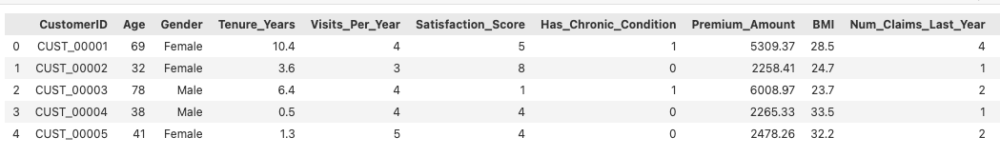 CustomerID Age Gender Tenure_Years Visits_Per_Year Satisfaction_Score Has_Chronic_Condition Premium_Amount BMI Num_Claims_Last_Year
0 CUST_00001 69 Female 10.4 4 5 1 5309.37 28.5 4
1 CUST_00002 32 Female 3.6 3 8 0 2258.41 24.7 1
2 CUST_00003 78 Male 6.4 4 1 1 6008.97 23.7 2
3 CUST_00004 38 Male 0.5 4 4 0 2265.33 33.5 1
4 CUST_00005 41 Female 1.3 5 4 0 2478.26 32.2 2